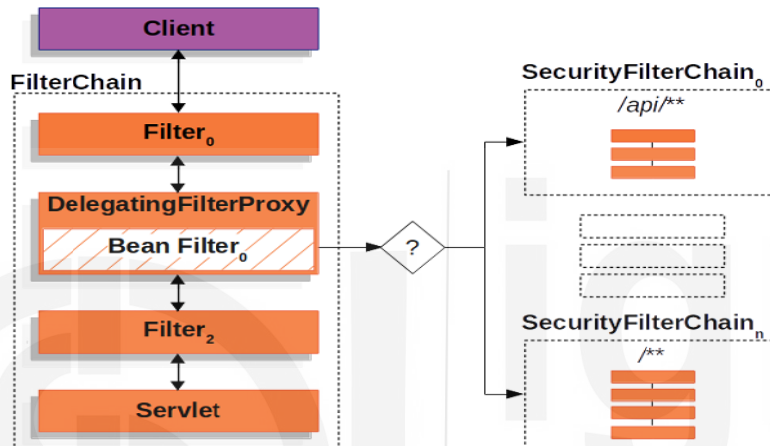 Client
FilterChain
Filter₀
DelegatingFilterProxy
Bean Filter₀
Filter₂
Servlet
?
SecurityFilterChain₀
/api/**
SecurityFilterChainₙ
/**